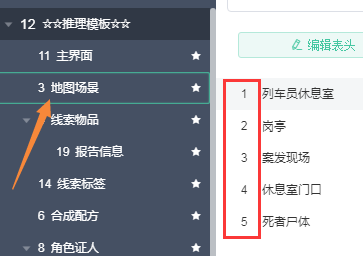 12 ☆☆推理模板☆☆
11 主界面
3 地图场景
线索物品
19 报告信息
14 线索标签
6 合成配方
8 角色证人
编辑表头
1 列车员休息室
2 岗亭
3 案发现场
4 休息室门口
5 死者尸体